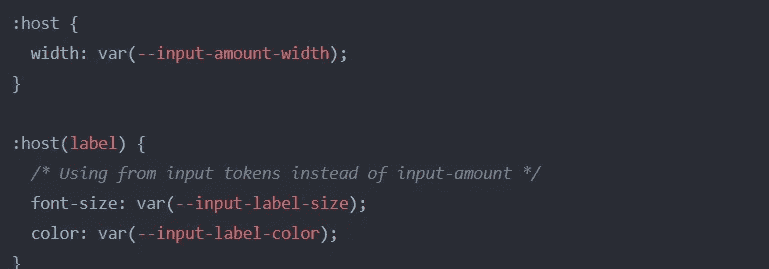 :host {
  width: var(--input-amount-width);
}

:host(label) {
  /* Using from input tokens instead of input-amount */
  font-size: var(--input-label-size);
  color: var(--input-label-color);
}